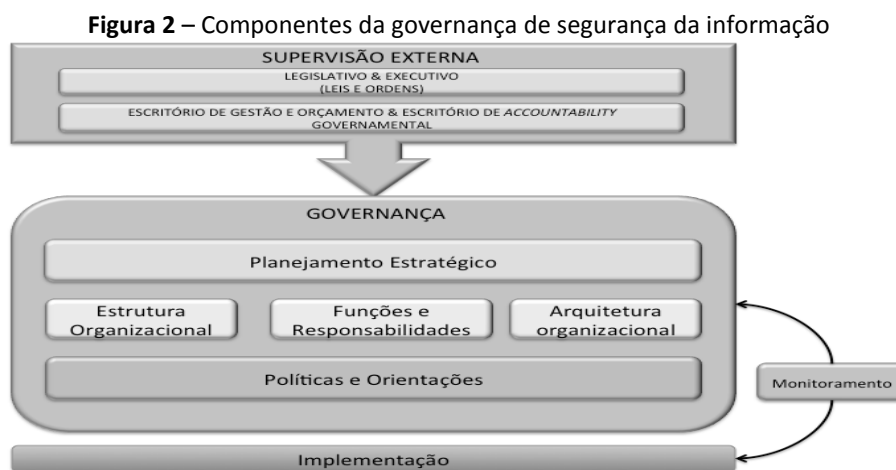 Figura 2 – Componentes da governança de segurança da informação
SUPERVISÃO EXTERNA
LEGISLATIVO & EXECUTIVO
(LEIS E ORDENS)
ESCRITÓRIO DE GESTÃO E ORÇAMENTO & ESCRITÓRIO DE ACCOUNTABILITY
GOVERNAMENTAL
GOVERNANÇA
Planejamento Estratégico
Estrutura
Organizacional
Funções e
Responsabilidades
Arquitetura
organizacional
Políticas e Orientações
Monitoramento
Implementação